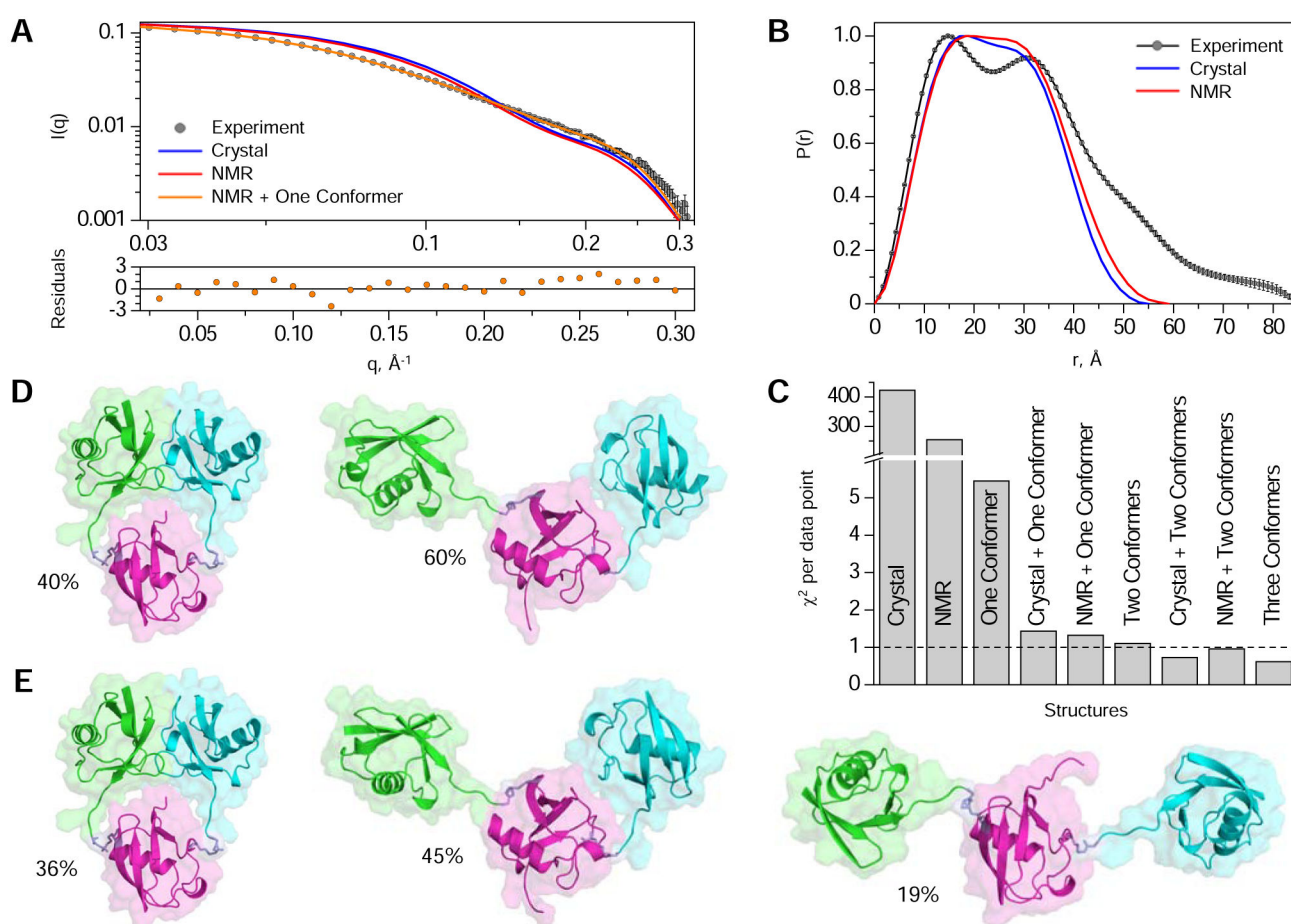 A
0.1
0.01
0.001
I(q)
Experiment
Crystal
NMR
NMR + One Conformer
0.03
0.1
0.2
0.3
3
0
-3
Residuals
0.05
0.10
0.15
0.20
0.25
0.30
q, Å-1
B
1.0
0.8
0.6
0.4
0.2
0
P(r)
Experiment
Crystal
NMR
0
10
20
30
40
50
60
70
80
r, Å
D
40%
60%
C
400
300
5
4
3
2
1
0
χ2 per data point
Crystal
NMR
One Conformer
Crystal + One Conformer
NMR + One Conformer
Two Conformers
Crystal + Two Conformers
NMR + Two Conformers
Three Conformers
Structures
E
36%
45%
19%